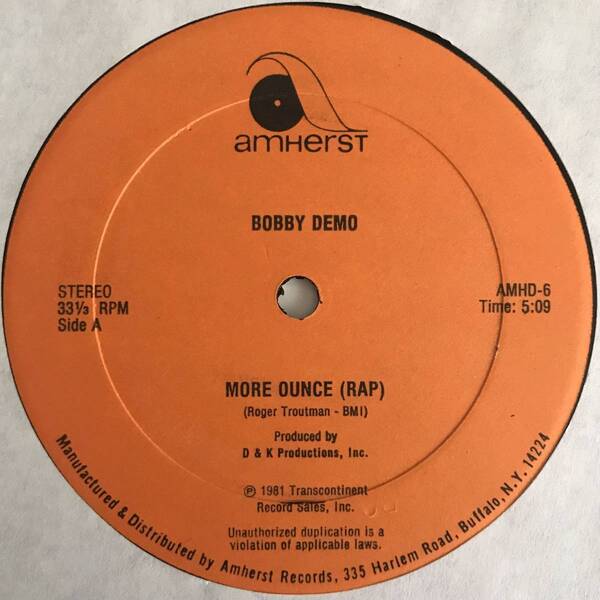 amHerST
BOBBY DEMO
STEREO
33⅓ RPM
Side A
AMHD-6
Time: 5:09
MORE OUNCE (RAP)
(Roger Troutman - BMI)
Produced by
D & K Productions, Inc.
℗ 1981 Transcontinent
Record Sales, Inc.
Unauthorized duplication is a
violation of applicable laws.
Manufactured & Distributed by Amherst Records, 335 Harlem Road, Buffalo, N.Y. 14224